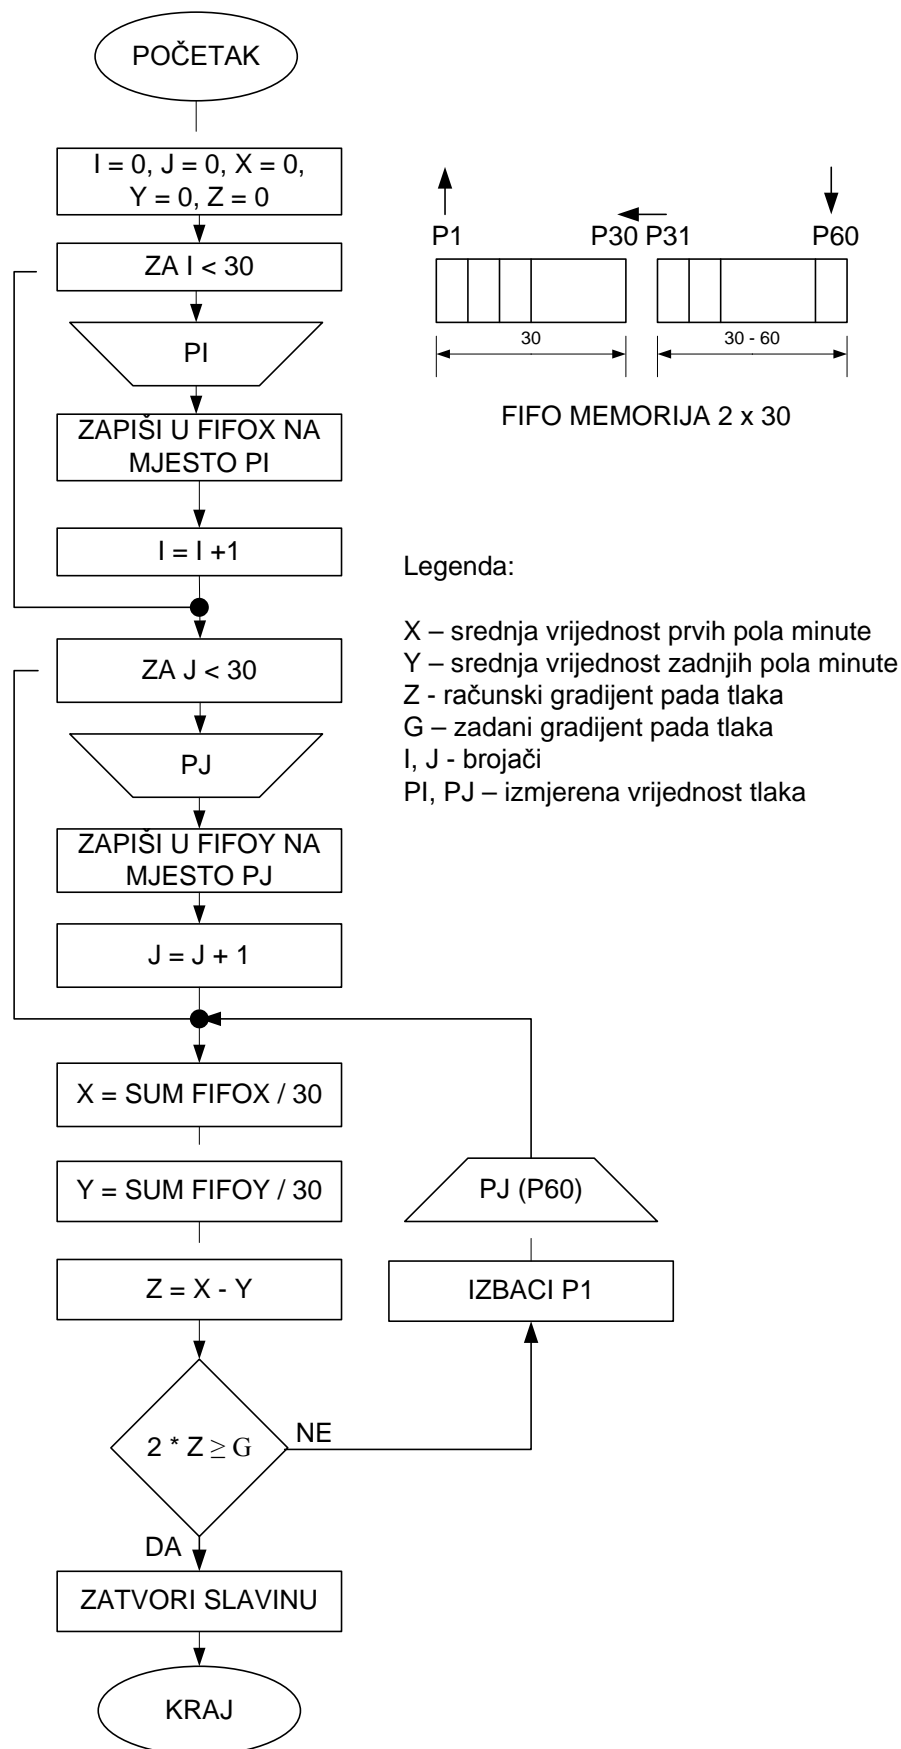 POČETAK
I = 0, J = 0, X = 0,
Y = 0, Z = 0
ZA I < 30
PI
ZAPIŠI U FIFOX NA
MJESTO PI
I = I +1
P1
P30
P31
P60
30
30 - 60
FIFO MEMORIJA 2 x 30
Legenda:
X – srednja vrijednost prvih pola minute
Y – srednja vrijednost zadnjih pola minute
Z - računski gradijent pada tlaka
G – zadani gradijent pada tlaka
I, J - brojači
PI, PJ – izmjerena vrijednost tlaka
ZA J < 30
PJ
ZAPIŠI U FIFOY NA
MJESTO PJ
J = J + 1
X = SUM FIFOX / 30
Y = SUM FIFOY / 30
Z = X - Y
2 * Z ≥ G
NE
IZBACI P1
PJ (P60)
DA
ZATVORI SLAVINU
KRAJ